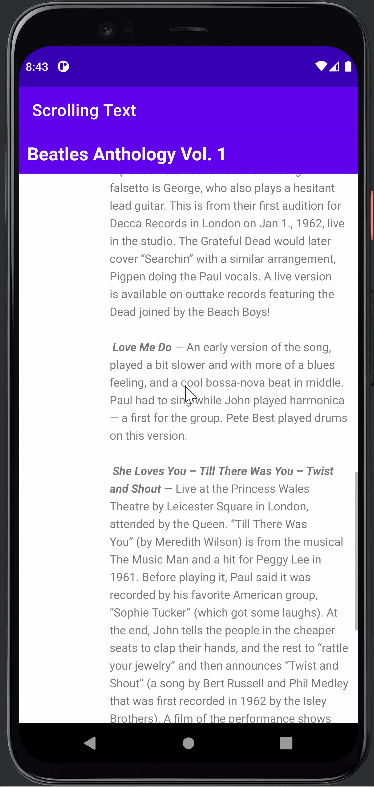 8:43
Scrolling Text
Beatles Anthology Vol. 1
falsetto is George, who also plays a hesitant
lead guitar. This is from their first audition for
Decca Records in London on Jan 1., 1962, live
in the studio. The Grateful Dead would later
cover “Searchin” with a similar arrangement,
Pigpen doing the Paul vocals. A live version
is available on outtake records featuring the
Dead joined by the Beach Boys!
Love Me Do — An early version of the song,
played a bit slower and with more of a blues
feeling, and a cool bossa-nova beat in middle.
Paul had to sing while John played harmonica
— a first for the group. Pete Best played drums
on this version.
She Loves You – Till There Was You – Twist
and Shout — Live at the Princess Wales
Theatre by Leicester Square in London,
attended by the Queen. “Till There Was
You” (by Meredith Wilson) is from the musical
The Music Man and a hit for Peggy Lee in
1961. Before playing it, Paul said it was
recorded by his favorite American group,
“Sophie Tucker” (which got some laughs). At
the end, John tells the people in the cheaper
seats to clap their hands, and the rest to “rattle
your jewelry” and then announces “Twist and
Shout” (a song by Bert Russell and Phil Medley
that was first recorded in 1962 by the Isley
Brothers). A film of the performance shows